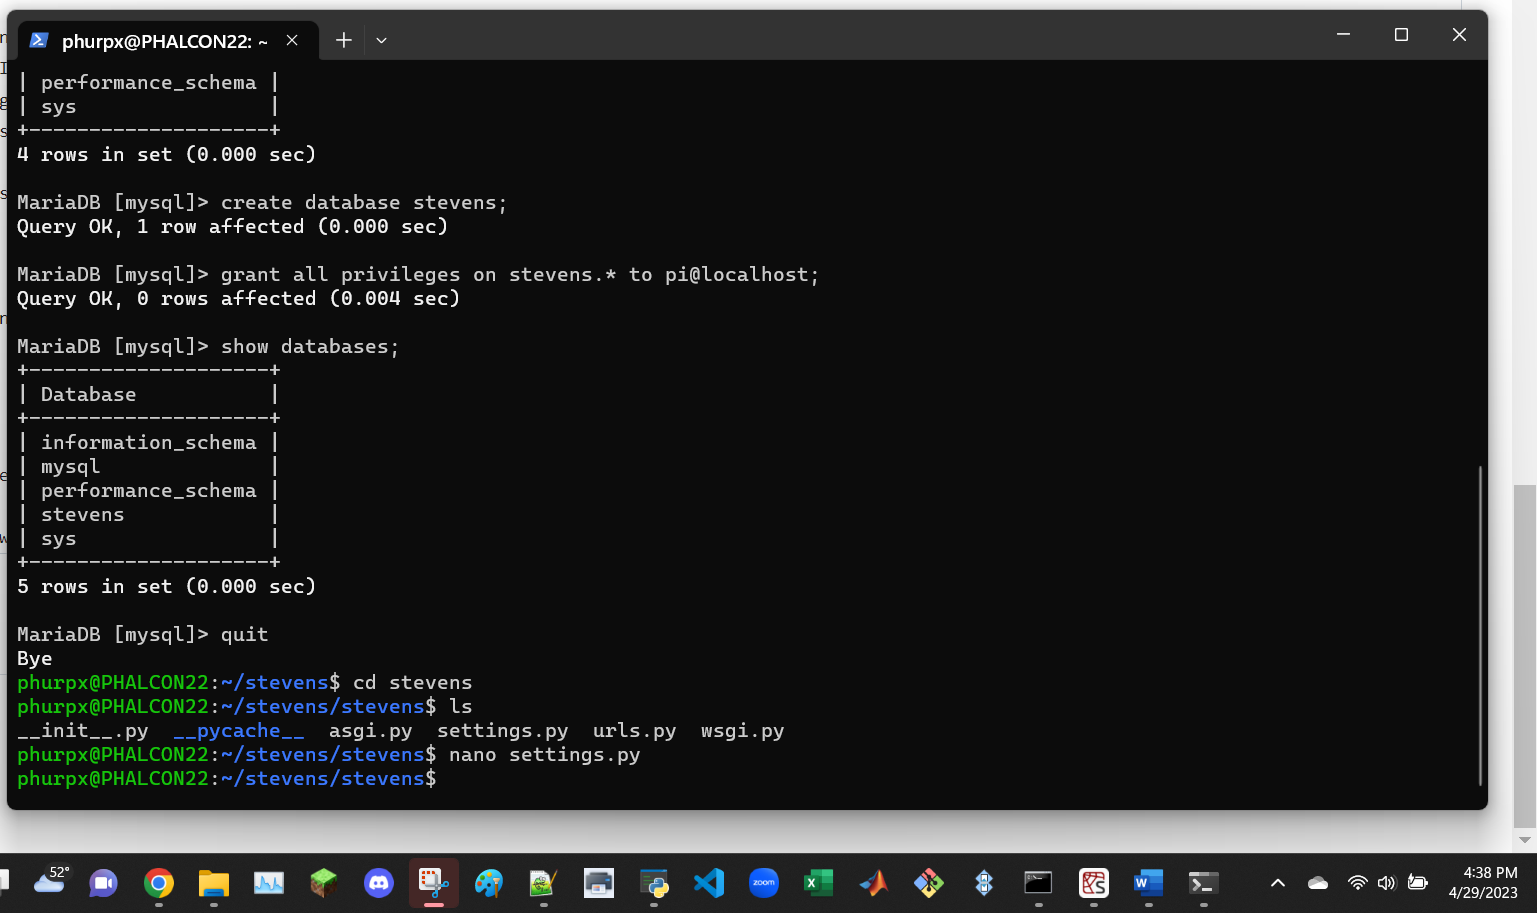 phurpx@PHALCON22: ~
| performance_schema |
| sys                |
+--------------------+
4 rows in set (0.000 sec)
MariaDB [mysql]> create database stevens;
Query OK, 1 row affected (0.000 sec)
MariaDB [mysql]> grant all privileges on stevens.* to pi@localhost;
Query OK, 0 rows affected (0.004 sec)
MariaDB [mysql]> show databases;
+--------------------+
| Database           |
+--------------------+
| information_schema |
| mysql              |
| performance_schema |
| stevens            |
| sys                |
+--------------------+
5 rows in set (0.000 sec)
MariaDB [mysql]> quit
Bye
phurpx@PHALCON22:~/stevens$ cd stevens
phurpx@PHALCON22:~/stevens/stevens$ ls
__init__.py  __pycache__  asgi.py  settings.py  urls.py  wsgi.py
phurpx@PHALCON22:~/stevens/stevens$ nano settings.py
phurpx@PHALCON22:~/stevens/stevens$
52°
zoom
4:38 PM
4/29/2023